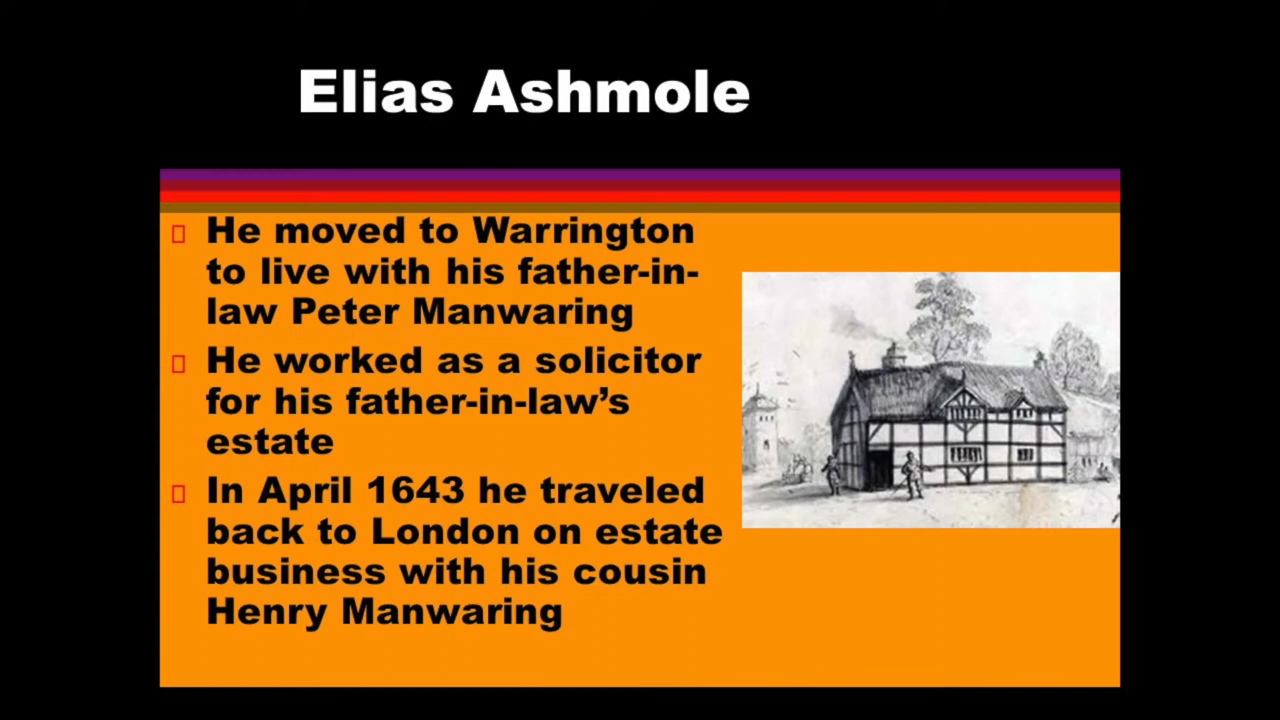 Elias Ashmole
He moved to Warrington
to live with his father-in-
law Peter Manwaring
He worked as a solicitor
for his father-in-law’s
estate
In April 1643 he traveled
back to London on estate
business with his cousin
Henry Manwaring